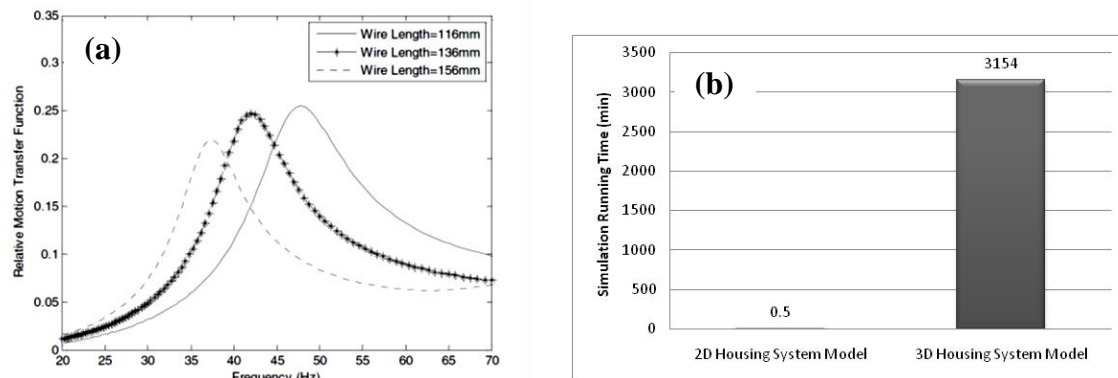 (a)
Wire Length=116mm
Wire Length=136mm
Wire Length=156mm
Relative Motion Transfer Function
0.35
0.3
0.25
0.2
0.15
0.1
0.05
0
20 25 30 35 40 45 50 55 60 65 70
Frequency (Hz)
(b)
Simulation Running Time (min)
3500
3000
2500
2000
1500
1000
500
0
0.5
3154
2D Housing System Model
3D Housing System Model